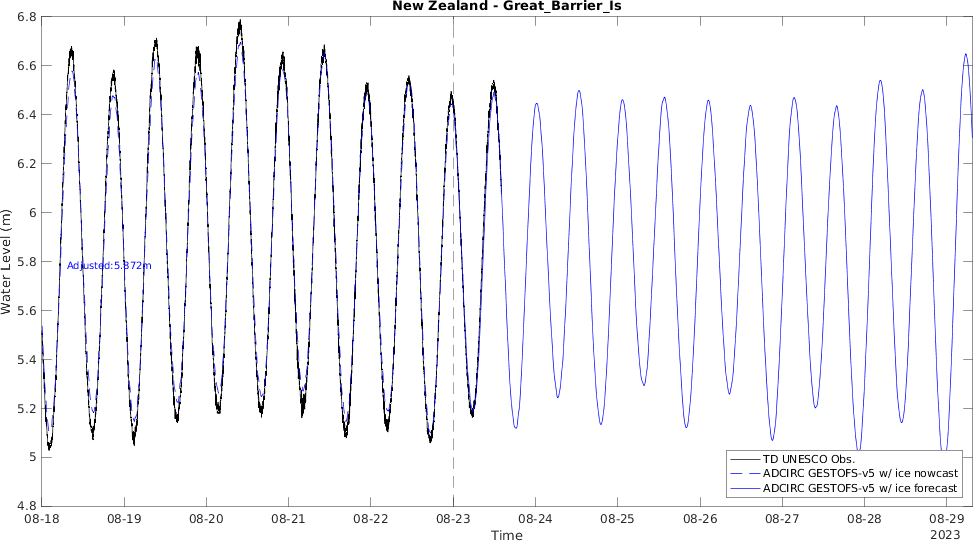 New Zealand - Great_Barrier_Is
6.8
6.6
6.4
6.2
6
5.8
5.6
5.4
5.2
5
4.8
Water Level (m)
Adjusted:5.872m
TD UNESCO Obs.
ADCIRC GESTOFS-v5 w/ ice nowcast
ADCIRC GESTOFS-v5 w/ ice forecast
08-18 08-19 08-20 08-21 08-22 08-23 08-24 08-25 08-26 08-27 08-28 08-29
2023
Time